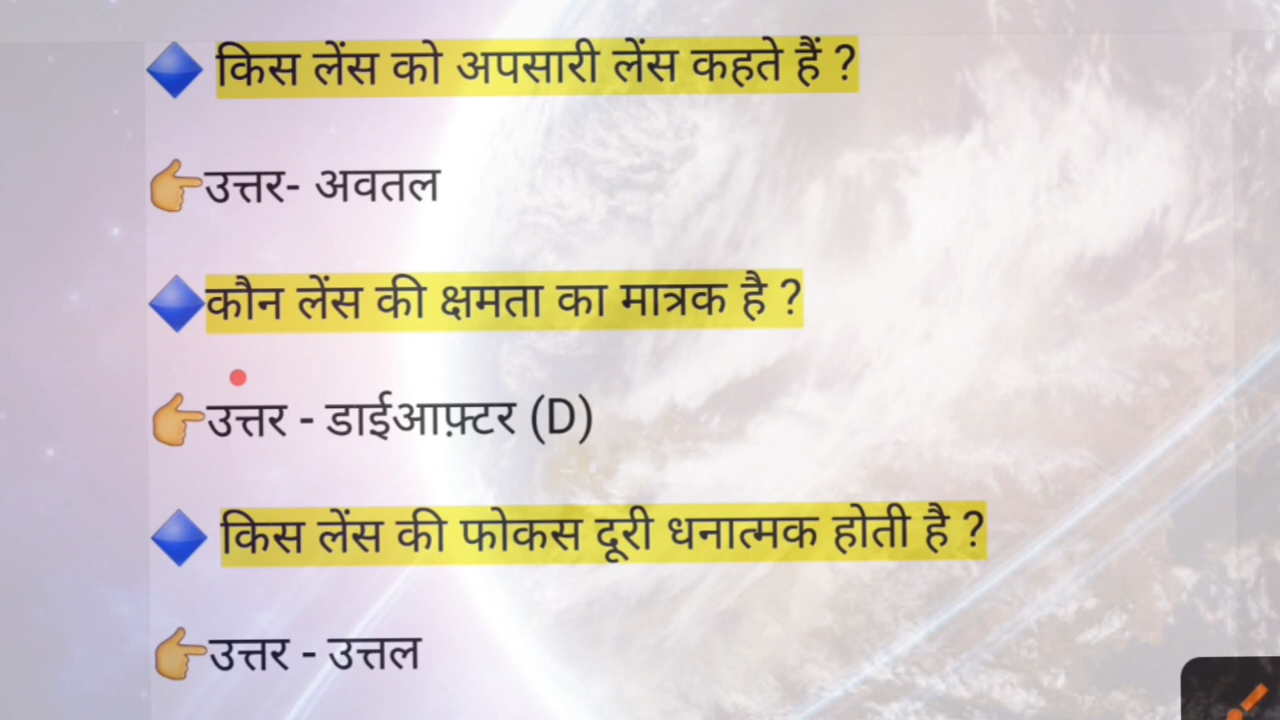 किस लेंस को अपसारी लेंस कहते हैं ?
उत्तर- अवतल
कौन लेंस की क्षमता का मात्रक है ?
उत्तर - डाईआफ़्टर (D)
किस लेंस की फोकस दूरी धनात्मक होती है ?
उत्तर - उत्तल